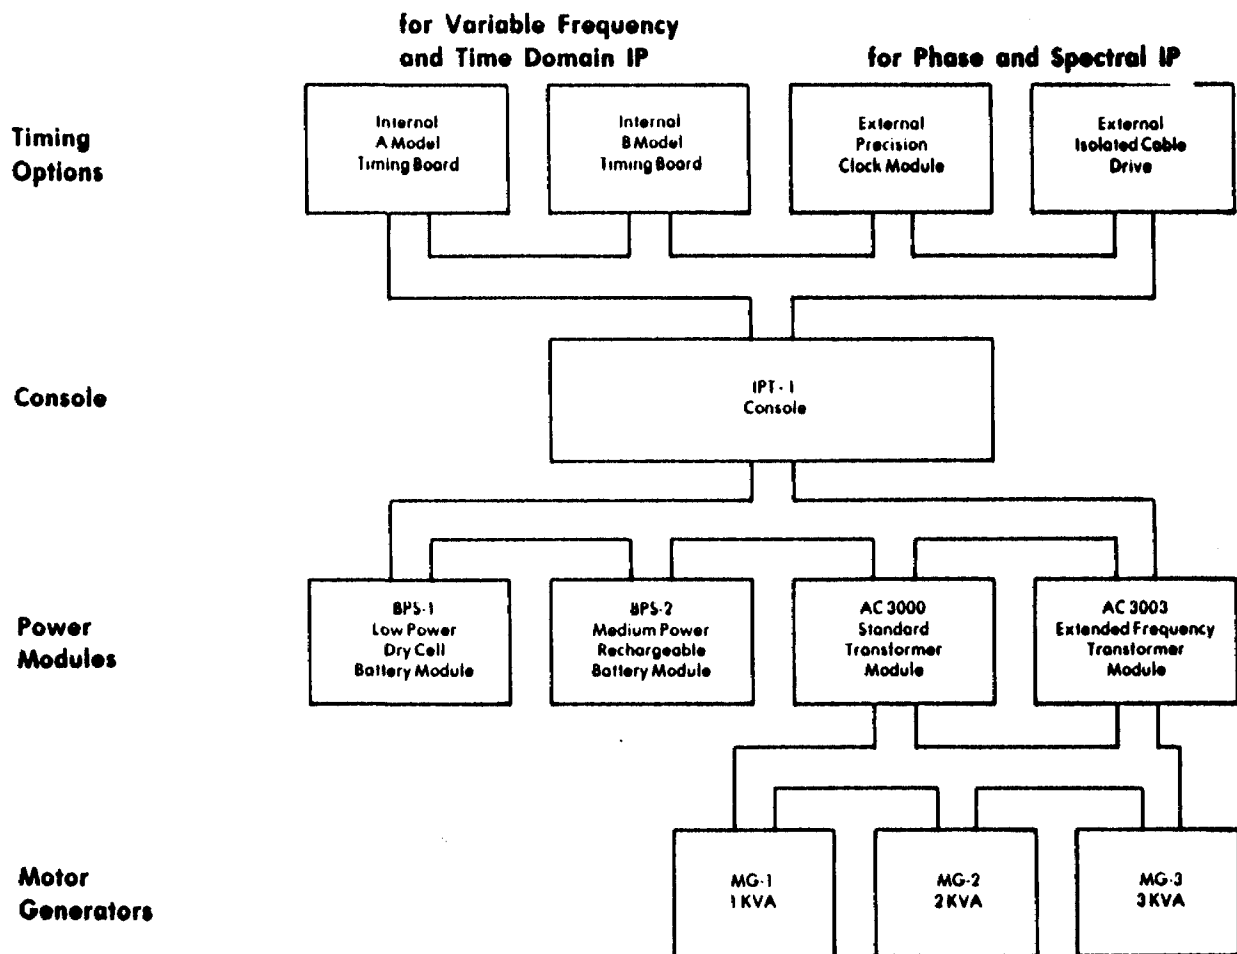 for Variable Frequency
and Time Domain IP
for Phase and Spectral IP
Timing
Options
Internal
A Model
Timing Board
Internal
B Model
Timing Board
External
Precision
Clock Module
External
Isolated Cable
Drive
Console
IPT-1
Console
Power
Modules
BPS-1
Low Power
Dry Cell
Battery Module
BPS-2
Medium Power
Rechargeable
Battery Module
AC 3000
Standard
Transformer
Module
AC 3003
Extended Frequency
Transformer
Module
Motor
Generators
MG-1
1 KVA
MG-2
2 KVA
MG-3
3 KVA